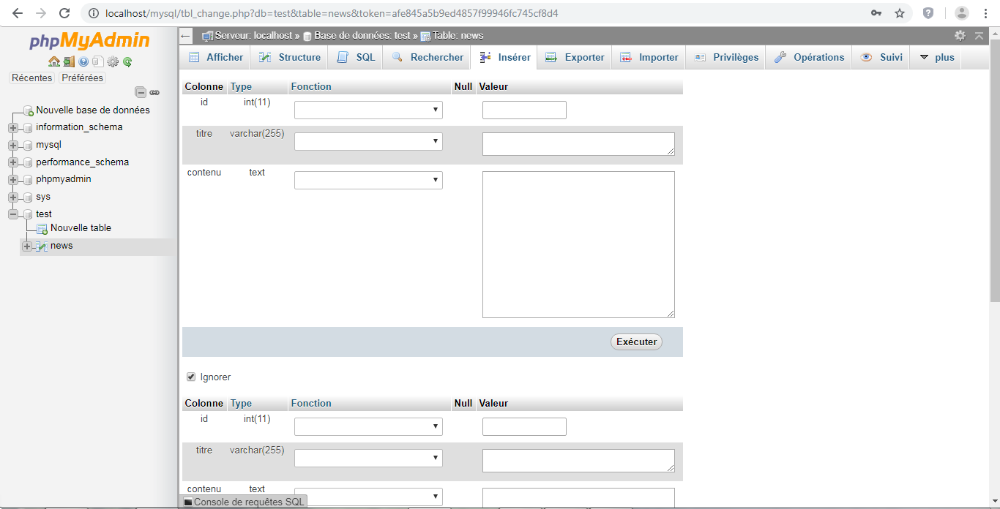 localhost/mysql/tbl_change.php?db=test&table=news&token=afe845a5b9ed4857f99946fc745cf8d4
phpMyAdmin
Récentes Préférées
Nouvelle base de données
information_schema
mysql
performance_schema
phpmyadmin
sys
test
Nouvelle table
news
Serveur: localhost » Base de données: test » Table: news
Afficher Structure SQL Rechercher Insérer Exporter Importer Privilèges Opérations Suivi plus
Colonne Type Fonction Null Valeur
id int(11)
titre varchar(255)
contenu text
Exécuter
Ignorer
Colonne Type Fonction Null Valeur
id int(11)
titre varchar(255)
contenu text
Console de requêtes SQL